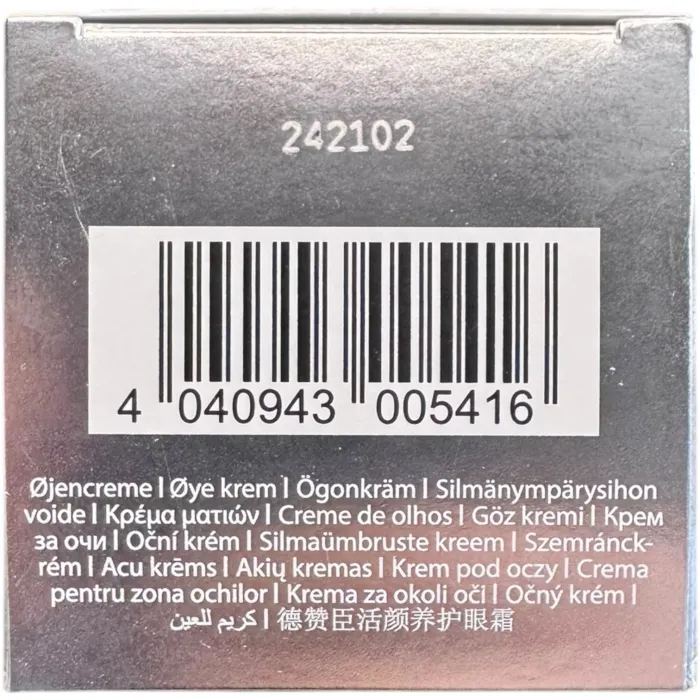 242102
4 040943 005416
Øjencreme | Øye krem | Ögonkräm | Silmänympärysihon
voide | Κρέμα ματιών | Creme de olhos | Göz kremi | Крем
за очи | Oční krém | Silmaümbruste kreem | Szemránck-
rém | Acu krēms | Akių kremas | Krem pod oczy | Crema
pentru zona ochilor | Krema za okoli oči | Očný krém |
كريم للعين | 德赞臣活颜养护眼霜